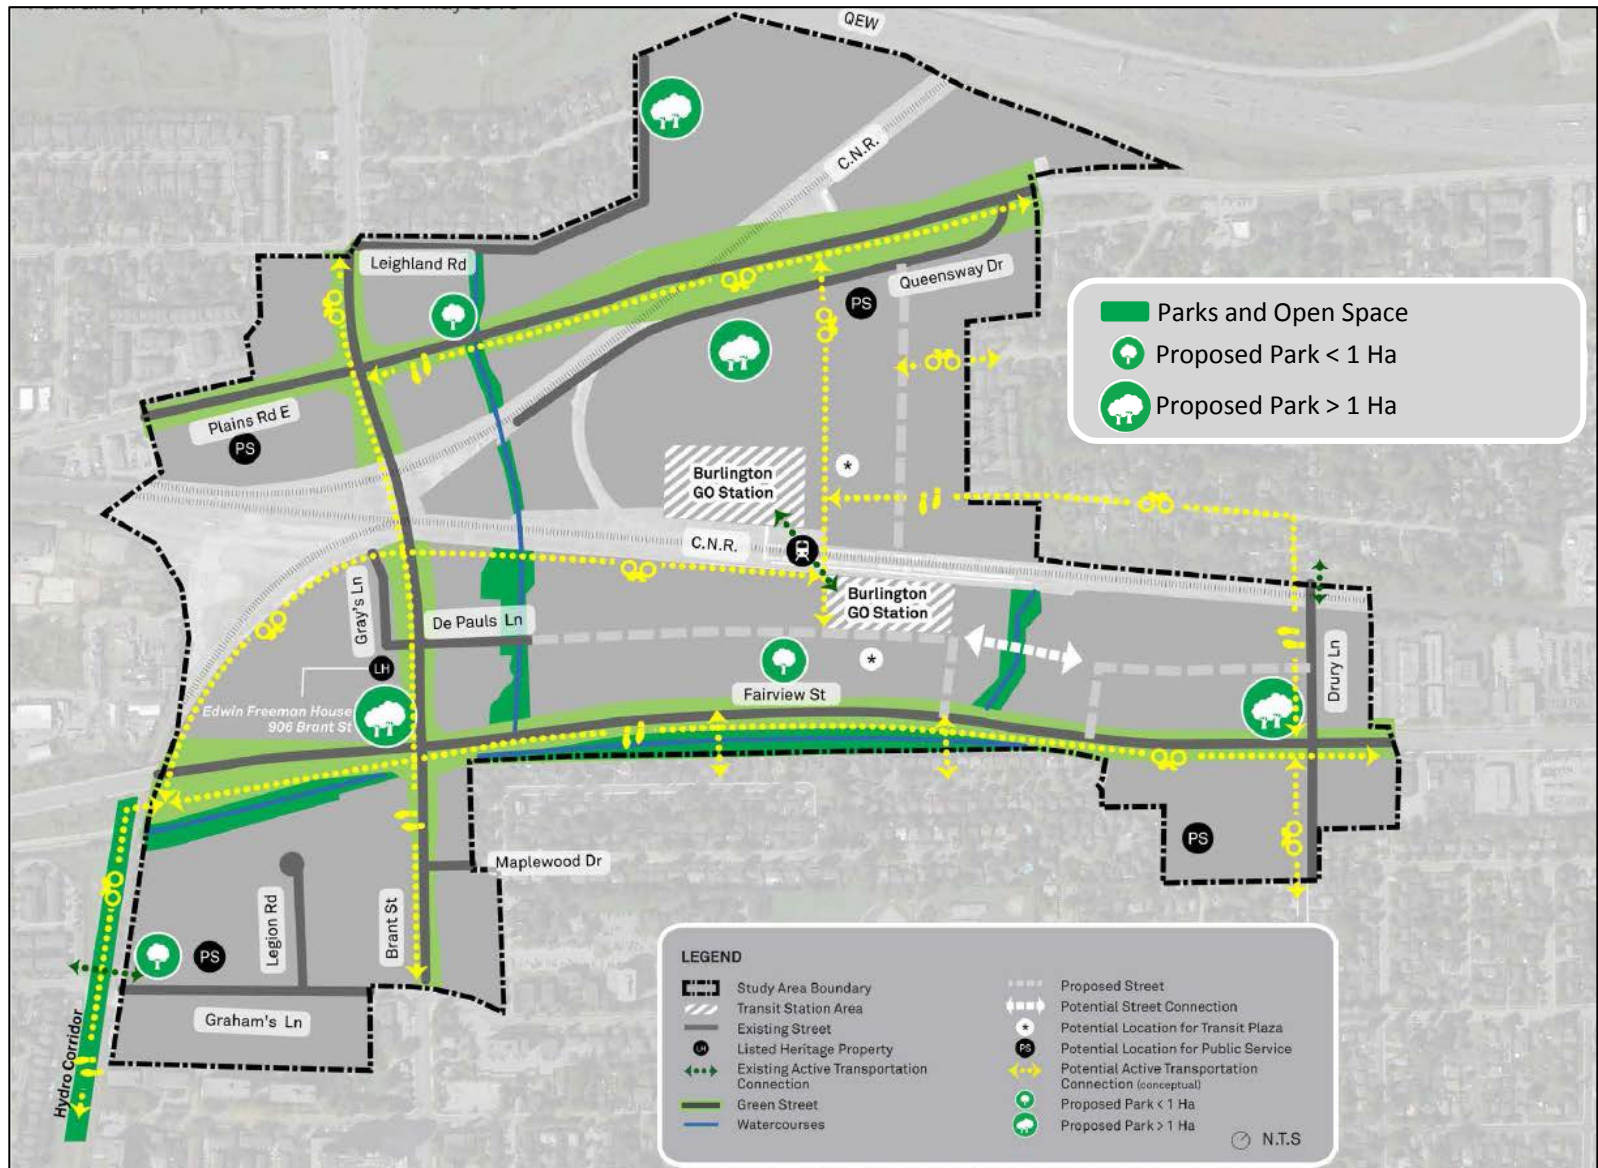 QEW
C.N.R.
Leighland Rd
Queensway Dr
PS
Parks and Open Space
Proposed Park < 1 Ha
Proposed Park > 1 Ha
Plains Rd E
PS
Burlington
GO Station
*
C.N.R.
Gray's Ln
De Pauls Ln
Burlington
GO Station
LH
*
Drury Ln
Fairview St
Edwin Freeman House
906 Brant St
PS
Maplewood Dr
Legion Rd
Brant St
PS
Graham's Ln
Hydro Corridor
LEGEND
Study Area Boundary
Transit Station Area
Existing Street
LH
Listed Heritage Property
Existing Active Transportation
Connection
Green Street
Watercourses
Proposed Street
Potential Street Connection
*
Potential Location for Transit Plaza
PS
Potential Location for Public Service
Potential Active Transportation
Connection (conceptual)
Proposed Park < 1 Ha
Proposed Park > 1 Ha
N.T.S